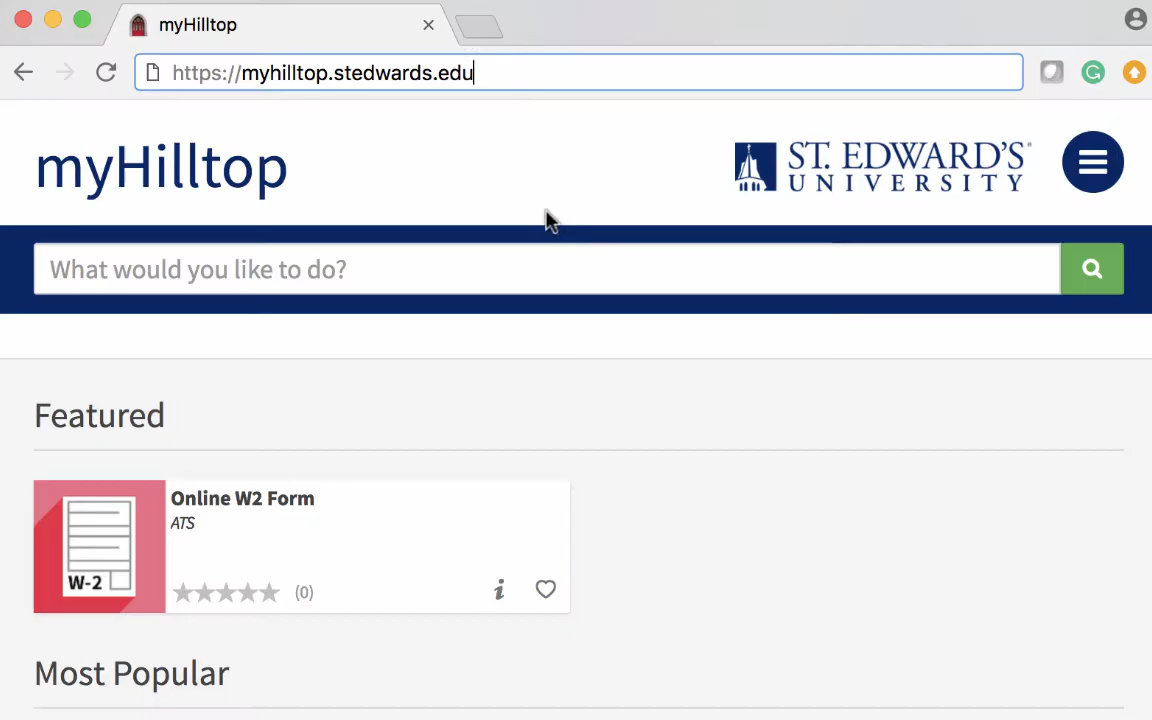 myHilltop
https://myhilltop.stedwards.edu
myHilltop
ST. EDWARD'S®
UNIVERSITY
What would you like to do?
Featured
Online W2 Form
ATS
W-2
(0)
Most Popular